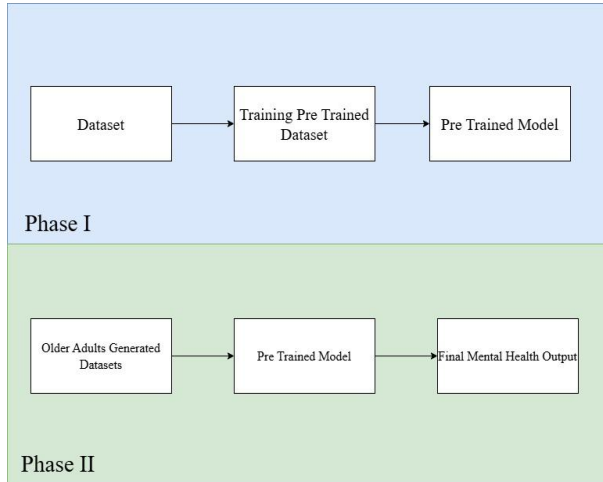 Dataset
Training Pre Trained
Dataset
Pre Trained Model
Phase I
Older Adults Generated
Datasets
Pre Trained Model
Final Mental Health Output
Phase II